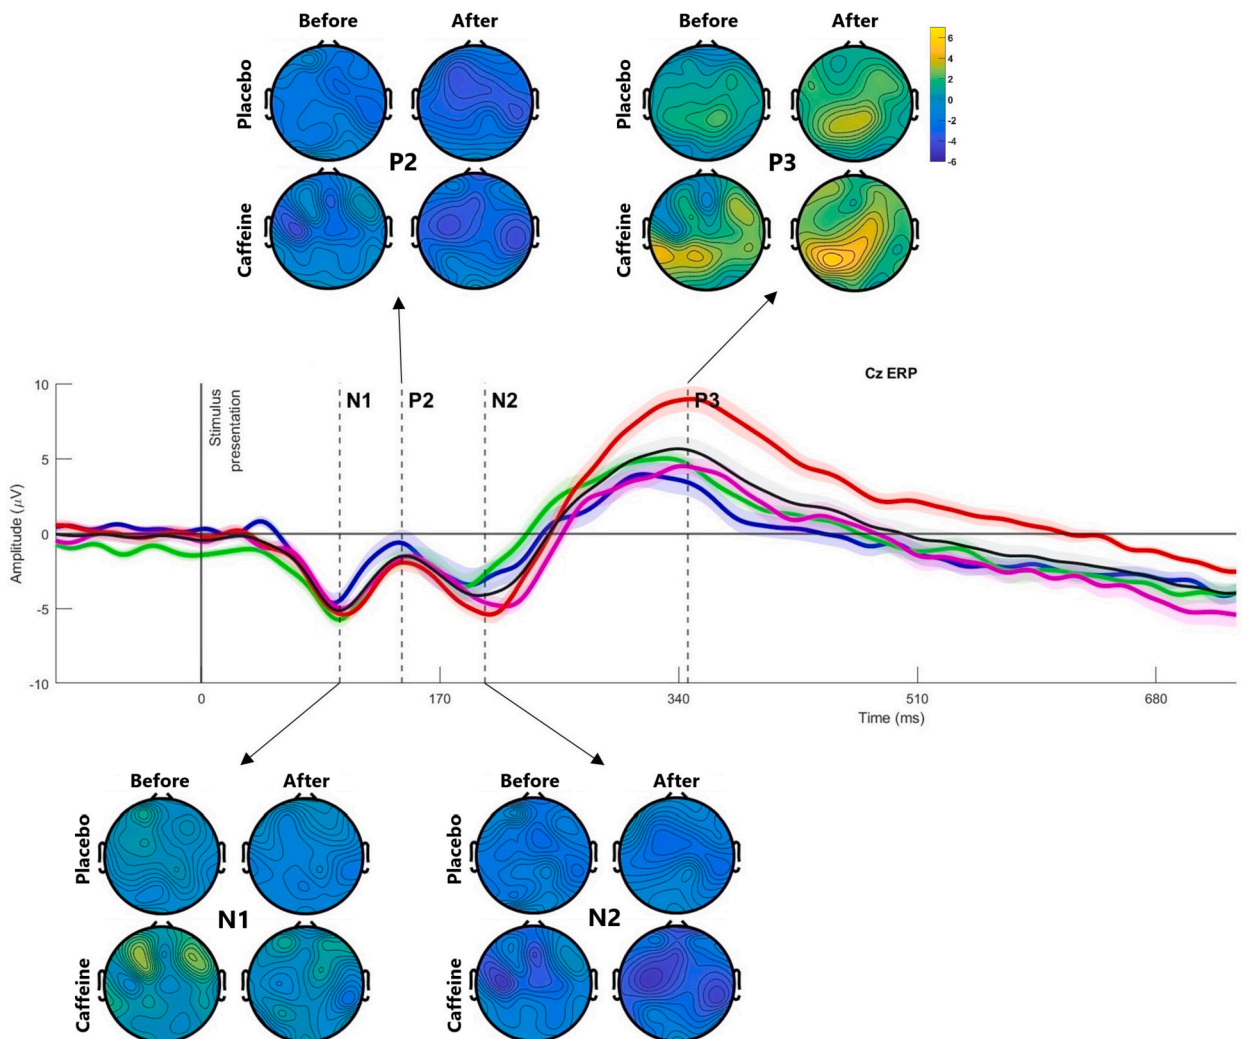 Before After Before After
Placebo Placebo
6
4
2
0
-2
-4
-6
P2 P3
Caffeine Caffeine
Cz ERP
10
5
0
-5
-10
Amplitude (μV)
Stimulus
presentation
N1 P2 N2 P3
0 170 340 510 680
Time (ms)
Before After Before After
Placebo Placebo
N1 N2
Caffeine Caffeine